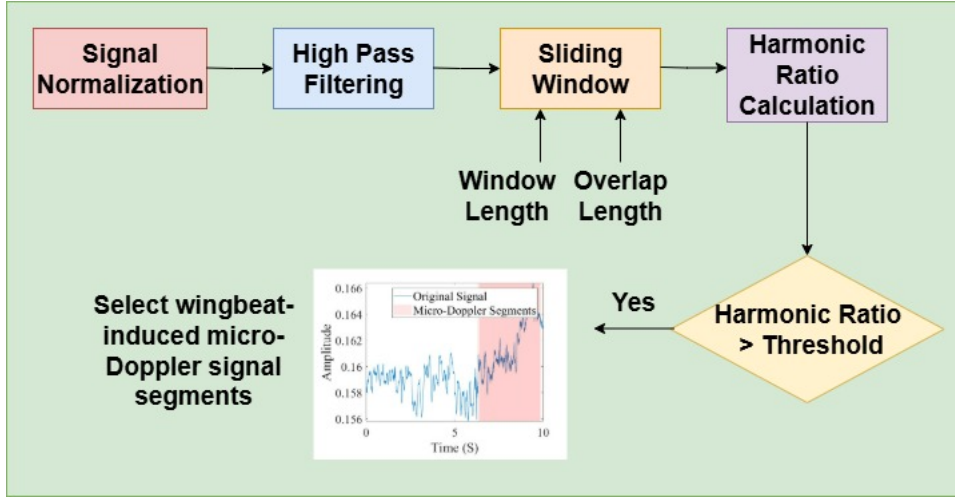 Signal
Normalization
High Pass
Filtering
Sliding
Window
Harmonic
Ratio
Calculation
Window
Length
Overlap
Length
Harmonic Ratio
> Threshold
Yes
Select wingbeat-
induced micro-
Doppler signal
segments
Original Signal
Micro-Doppler Segments
Amplitude
0.166
0.164
0.162
0.16
0.158
0.156
0
5
10
Time (S)